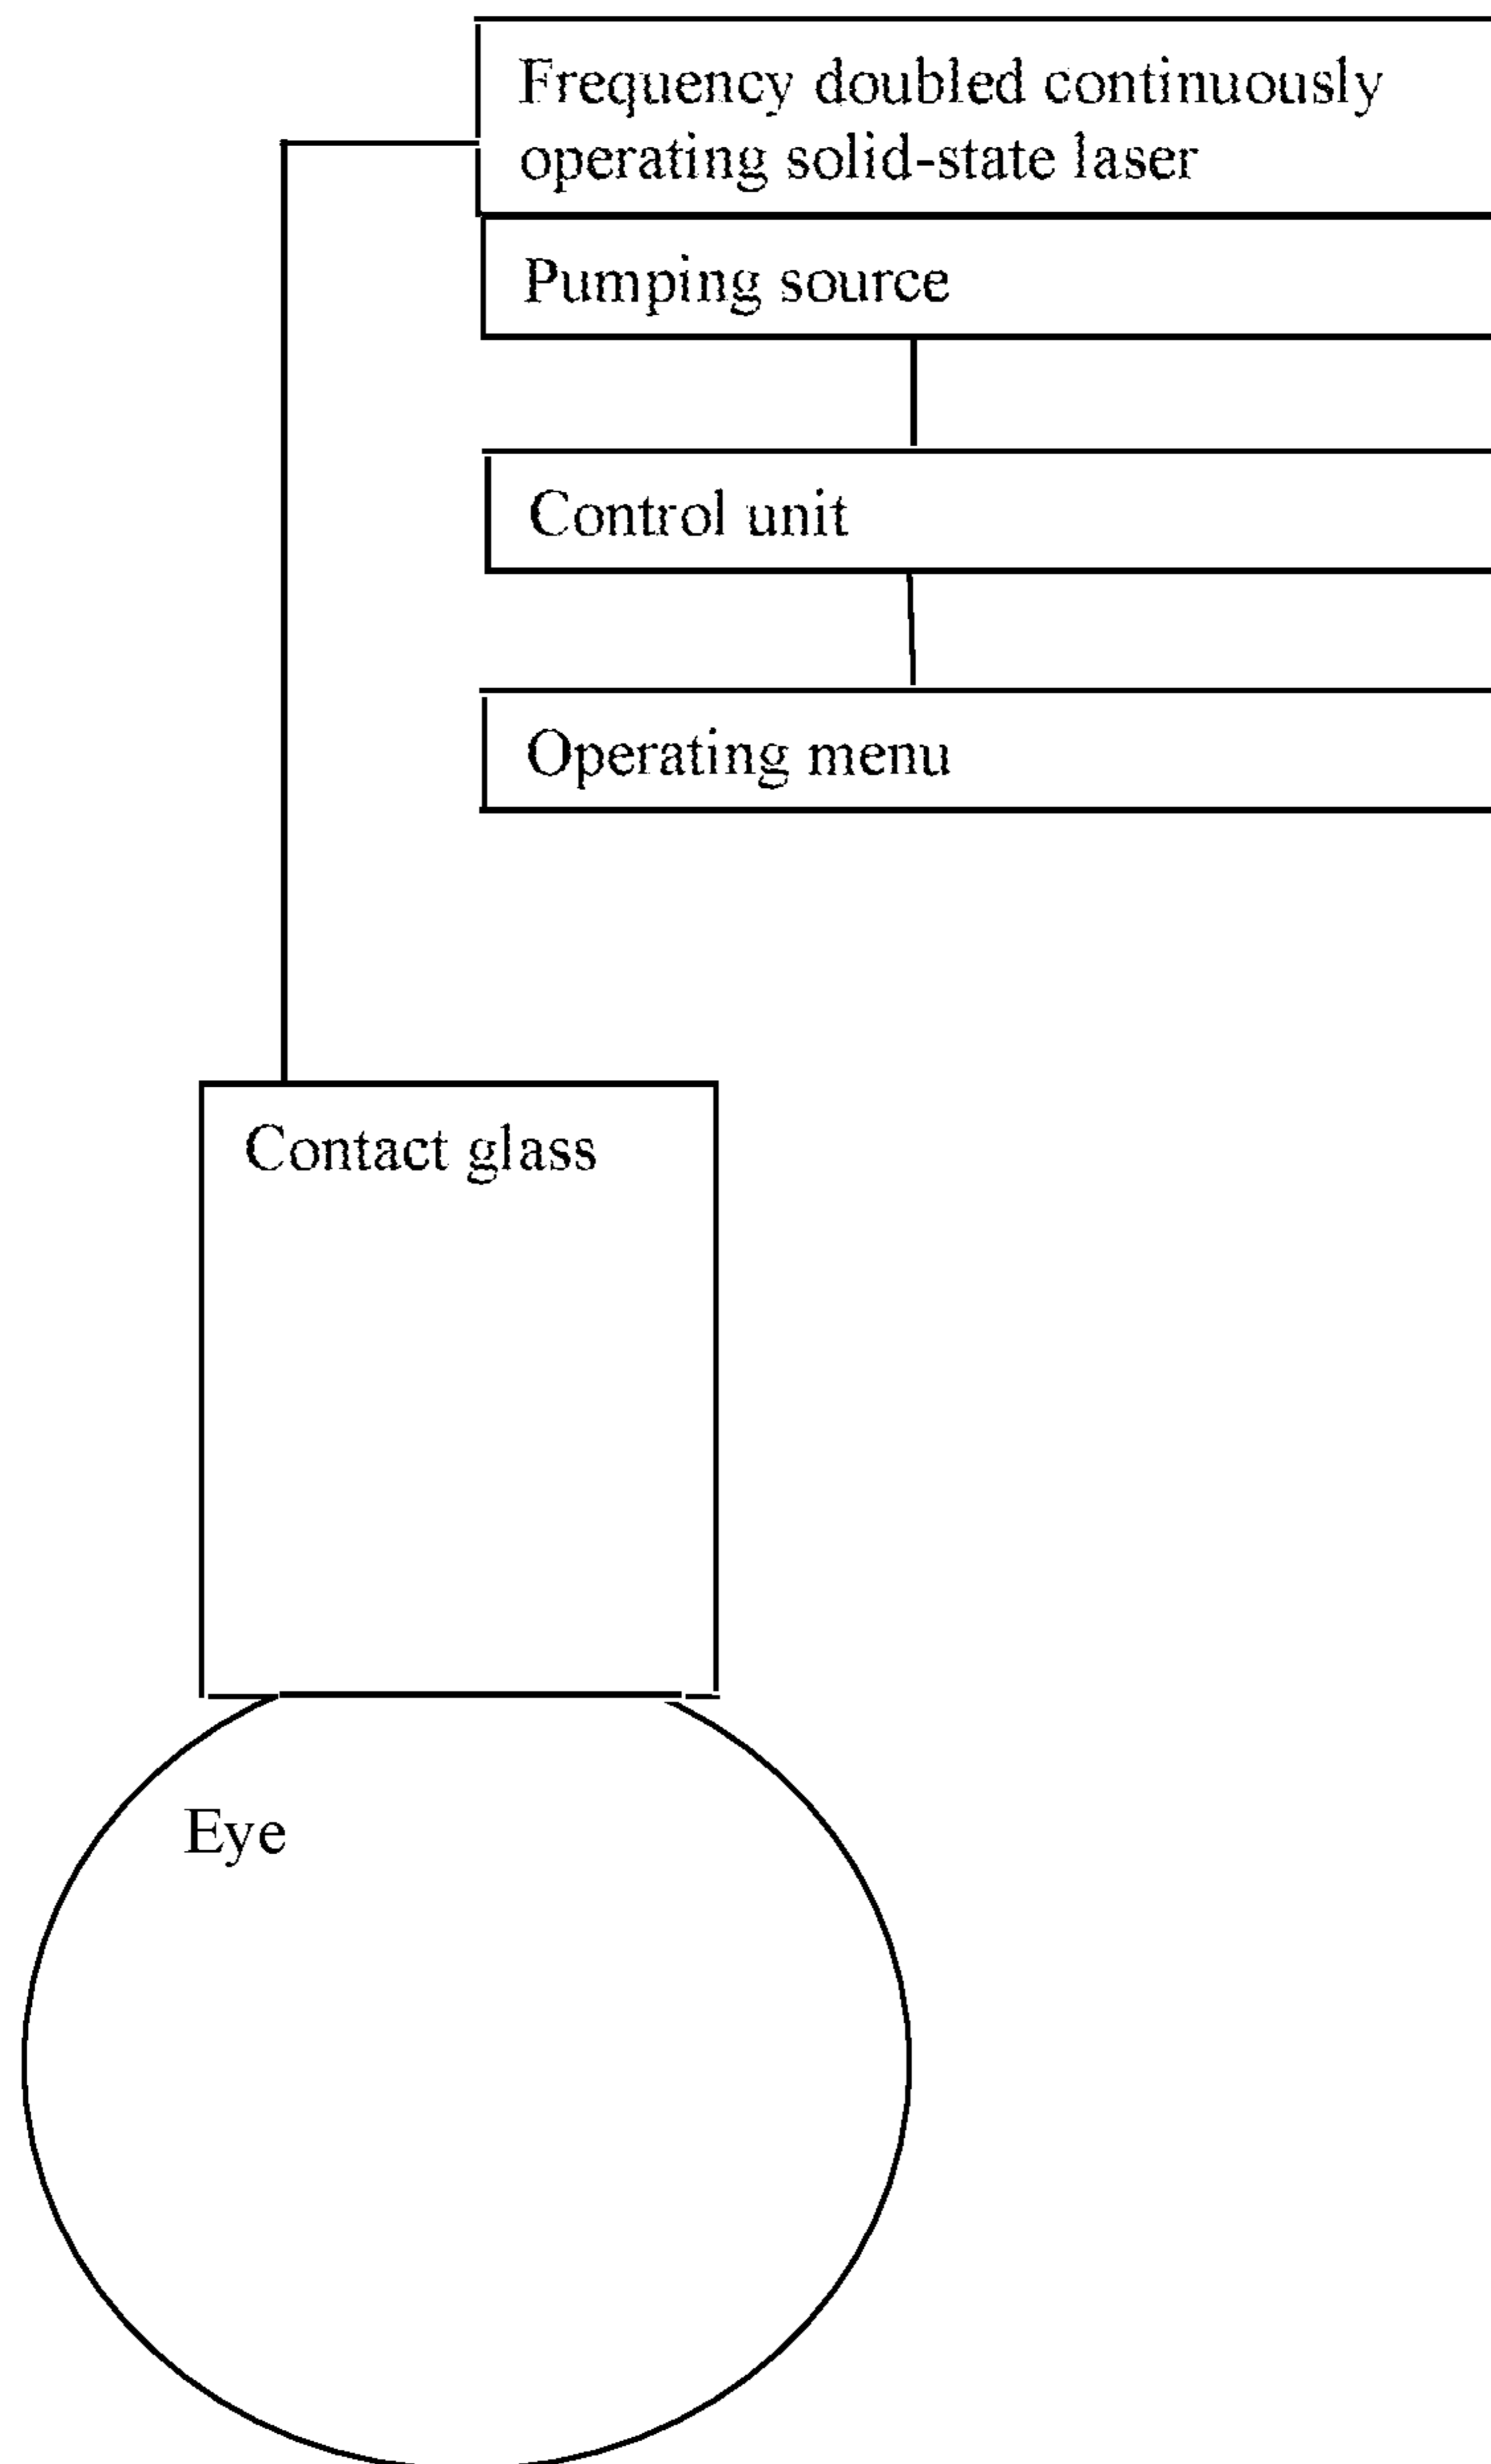 Frequency doubled continuously
operating solid-state laser
Pumping source
Control unit
Operating menu
Contact glass
Eye